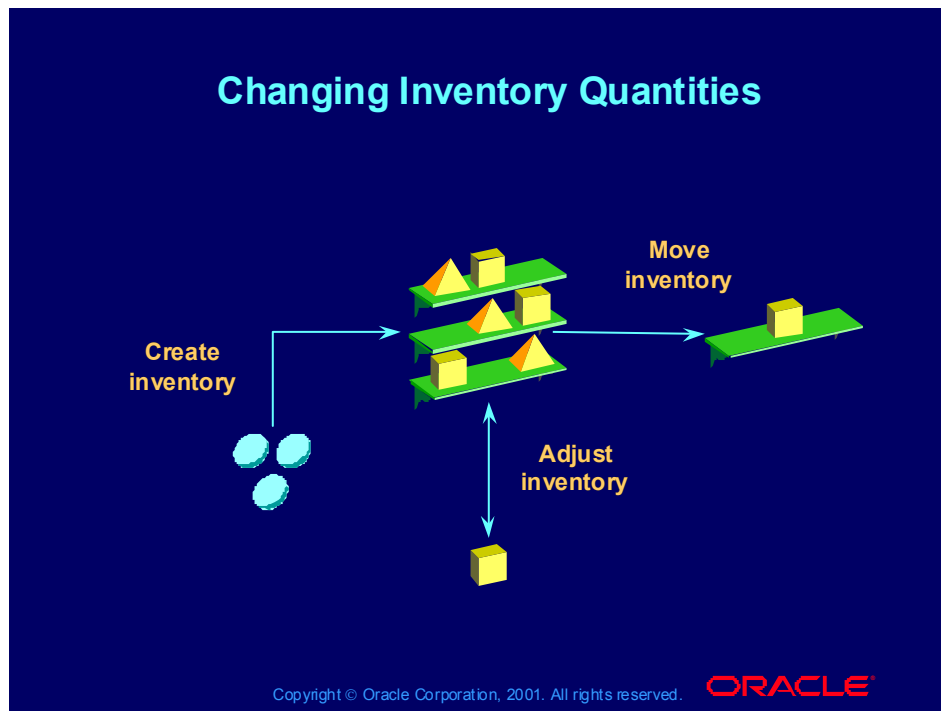 Changing Inventory Quantities
Move
inventory
Create
inventory
Adjust
inventory
Copyright © Oracle Corporation, 2001. All rights reserved.
ORACLE®